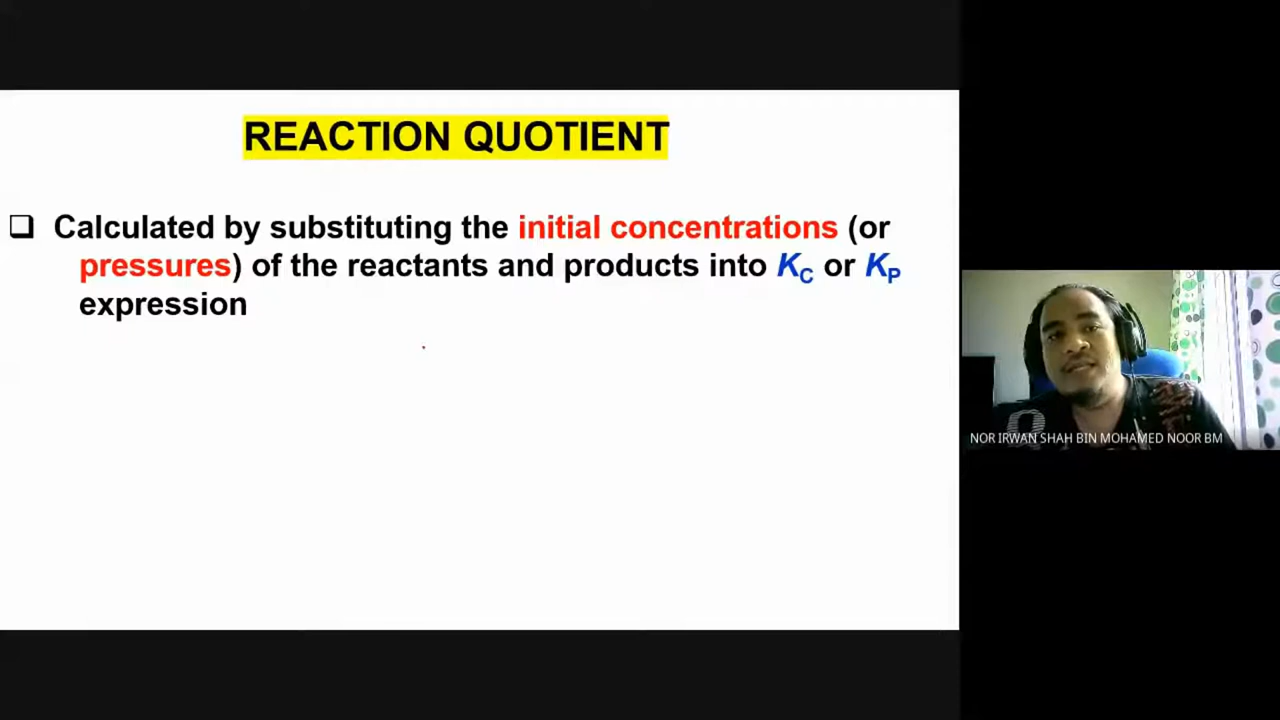 REACTION QUOTIENT
❑ Calculated by substituting the initial concentrations (or
pressures) of the reactants and products into KC or KP
expression
NOR IRWAN SHAH BIN MOHAMED NOOR BM